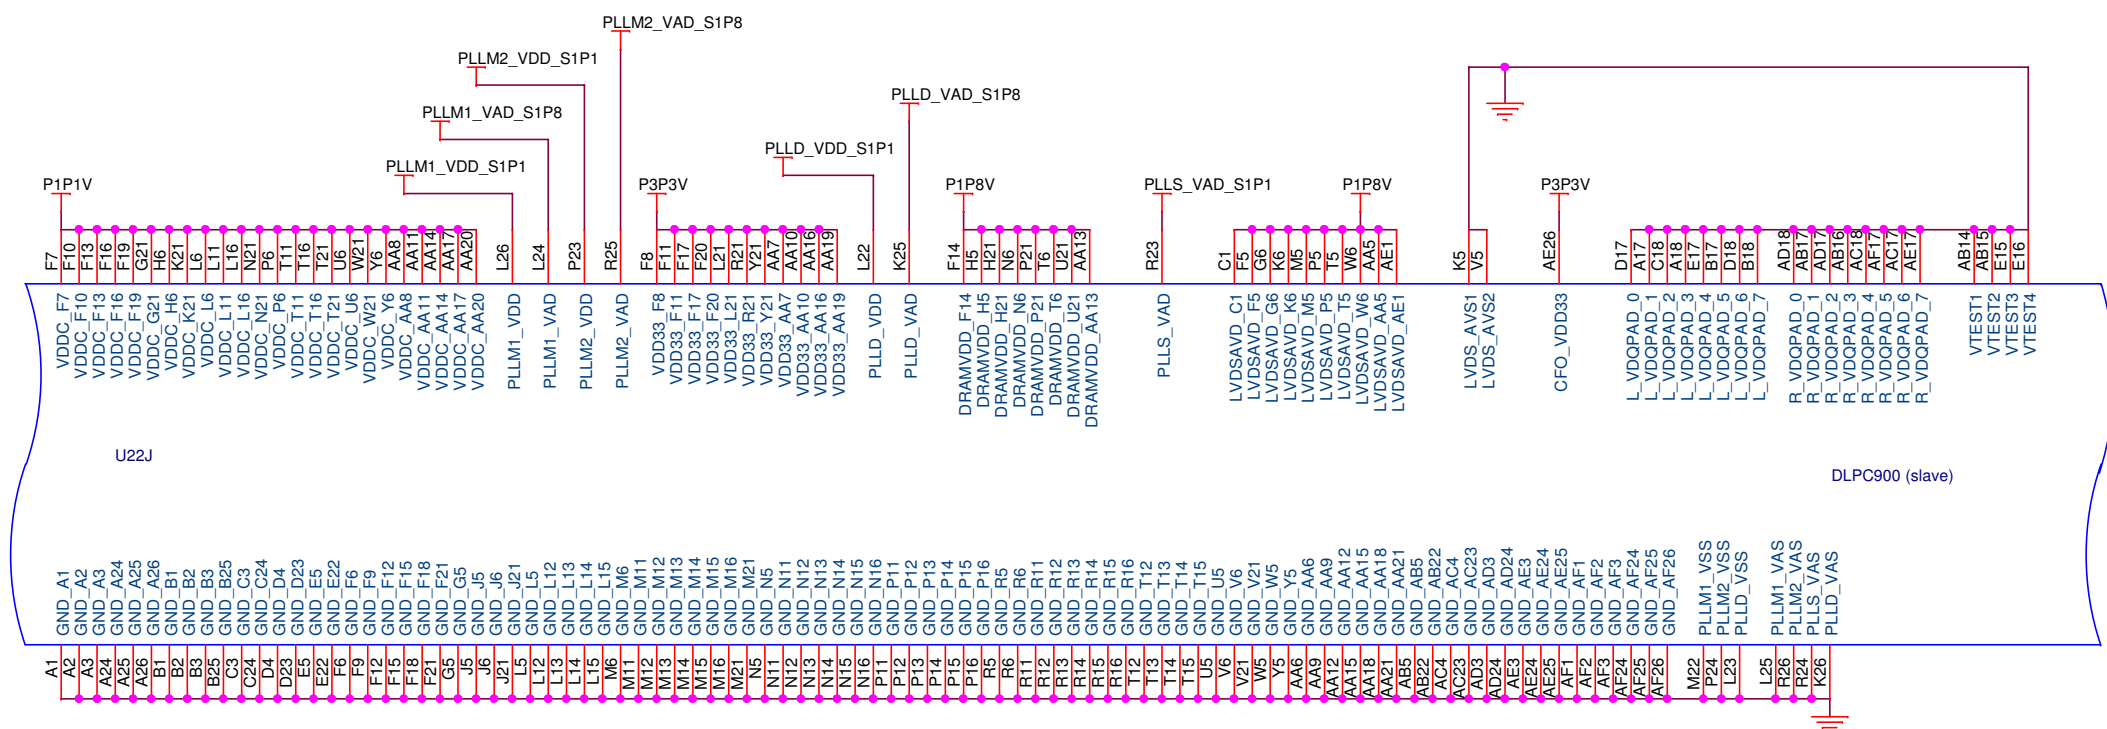 PLLM2_VAD_S1P8
PLLM2_VDD_S1P1
PLLM1_VAD_S1P8
PLLD_VAD_S1P8
PLLM1_VDD_S1P1
PLLD_VDD_S1P1
P1P1V
P3P3V
P1P8V
PLLS_VAD_S1P1
P1P8V
P3P3V
F7 F10 F13 F16 F19 G21 H6 K21 L6 L11 L16 N21 P6 T11 T16 T21 U6 W21 Y6 AA8 AA11 AA14 AA17 AA20 L26 L24 P23 R25 F8 F11 F17 F20 L21 R21 Y21 AA7 AA10 AA16 AA19 L22 K25 F14 H5 H21 N6 P21 T6 U21 AA13 R23 C1 F5 G6 K6 M5 P5 T5 W6 AA5 AE1 K5 V5 AE26 D17 A17 C18 A18 E17 B17 D18 B18 AD18 AB17 AD17 AB16 AC18 AF17 AC17 AE17 AB14 AB15 E15 E16
VDDC_F7
VDDC_F10
VDDC_F13
VDDC_F16
VDDC_F19
VDDC_G21
VDDC_H6
VDDC_K21
VDDC_L6
VDDC_L11
VDDC_L16
VDDC_N21
VDDC_P6
VDDC_T11
VDDC_T16
VDDC_T21
VDDC_U6
VDDC_W21
VDDC_Y6
VDDC_AA8
VDDC_AA11
VDDC_AA14
VDDC_AA17
VDDC_AA20
PLLM1_VDD
PLLM1_VAD
PLLM2_VDD
PLLM2_VAD
VDD33_F8
VDD33_F11
VDD33_F17
VDD33_F20
VDD33_L21
VDD33_R21
VDD33_Y21
VDD33_AA7
VDD33_AA10
VDD33_AA16
VDD33_AA19
PLLD_VDD
PLLD_VAD
DRAMVDD_F14
DRAMVDD_H5
DRAMVDD_H21
DRAMVDD_N6
DRAMVDD_P21
DRAMVDD_T6
DRAMVDD_U21
DRAMVDD_AA13
PLLS_VAD
LVDSAVD_C1
LVDSAVD_F5
LVDSAVD_G6
LVDSAVD_K6
LVDSAVD_M5
LVDSAVD_P5
LVDSAVD_T5
LVDSAVD_W6
LVDSAVD_AA5
LVDSAVD_AE1
LVDS_AVS1
LVDS_AVS2
CFO_VDD33
L_VDQPAD_0
L_VDQPAD_1
L_VDQPAD_2
L_VDQPAD_3
L_VDQPAD_4
L_VDQPAD_5
L_VDQPAD_6
L_VDQPAD_7
R_VDQPAD_0
R_VDQPAD_1
R_VDQPAD_2
R_VDQPAD_3
R_VDQPAD_4
R_VDQPAD_5
R_VDQPAD_6
R_VDQPAD_7
VTEST1
VTEST2
VTEST3
VTEST4
U22J
DLPC900 (slave)
GND_A1
GND_A2
GND_A3
GND_A24
GND_A25
GND_A26
GND_B1
GND_B2
GND_B3
GND_B25
GND_C3
GND_C24
GND_D4
GND_D23
GND_E5
GND_E22
GND_F6
GND_F9
GND_F12
GND_F15
GND_F18
GND_F21
GND_G5
GND_J5
GND_J6
GND_J21
GND_L5
GND_L12
GND_L13
GND_L14
GND_L15
GND_M6
GND_M11
GND_M12
GND_M13
GND_M14
GND_M15
GND_M16
GND_M21
GND_N5
GND_N11
GND_N12
GND_N13
GND_N14
GND_N15
GND_N16
GND_P11
GND_P12
GND_P13
GND_P14
GND_P15
GND_P16
GND_R5
GND_R6
GND_R11
GND_R12
GND_R13
GND_R14
GND_R15
GND_R16
GND_T12
GND_T13
GND_T14
GND_T15
GND_U5
GND_V6
GND_V21
GND_W5
GND_Y5
GND_AA6
GND_AA9
GND_AA12
GND_AA15
GND_AA18
GND_AA21
GND_AB5
GND_AB22
GND_AC4
GND_AC23
GND_AD3
GND_AD24
GND_AE3
GND_AE24
GND_AE25
GND_AF1
GND_AF2
GND_AF3
GND_AF24
GND_AF25
GND_AF26
PLLM1_VSS
PLLM2_VSS
PLLD_VSS
PLLM1_VAS
PLLM2_VAS
PLLS_VAS
PLLD_VAS
A1 A2 A3 A24 A25 A26 B1 B2 B3 B25 C3 C24 D4 D23 E5 E22 F6 F9 F12 F15 F18 F21 G5 J5 J6 J21 L5 L12 L13 L14 L15 M6 M11 M12 M13 M14 M15 M16 M21 N5 N11 N12 N13 N14 N15 N16 P11 P12 P13 P14 P15 P16 R5 R6 R11 R12 R13 R14 R15 R16 T12 T13 T14 T15 U5 V6 V21 W5 Y5 AA6 AA9 AA12 AA15 AA18 AA21 AB5 AB22 AC4 AC23 AD3 AD24 AE3 AE24 AE25 AF1 AF2 AF3 AF24 AF25 AF26 M22 P24 L23 L25 R26 R24 K26